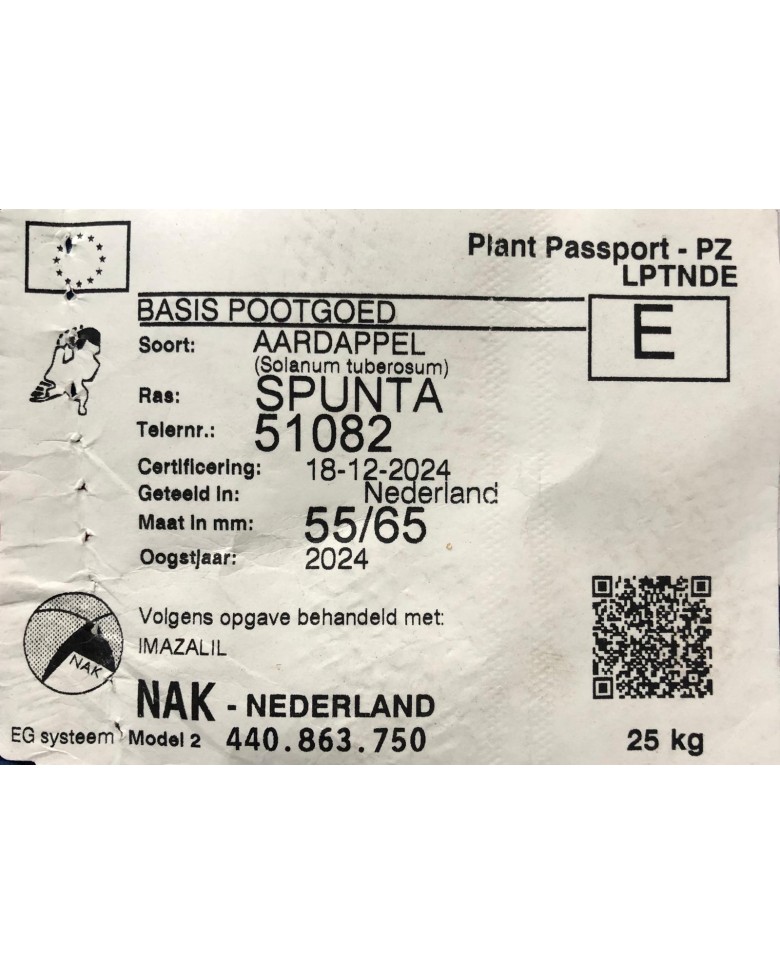 Plant Passport - PZ
LPTNDE
BASIS POOTGOED
E
Soort: AARDAPPEL
(Solanum tuberosum)
Ras: SPUNTA
Telernr.: 51082
Certificering: 18-12-2024
Geteeld in: Nederland
Maat in mm: 55/65
Oogstjaar: 2024
Volgens opgave behandeld met:
IMAZALIL
NAK
NAK - NEDERLAND
EG systeem Model 2 440.863.750
25 kg